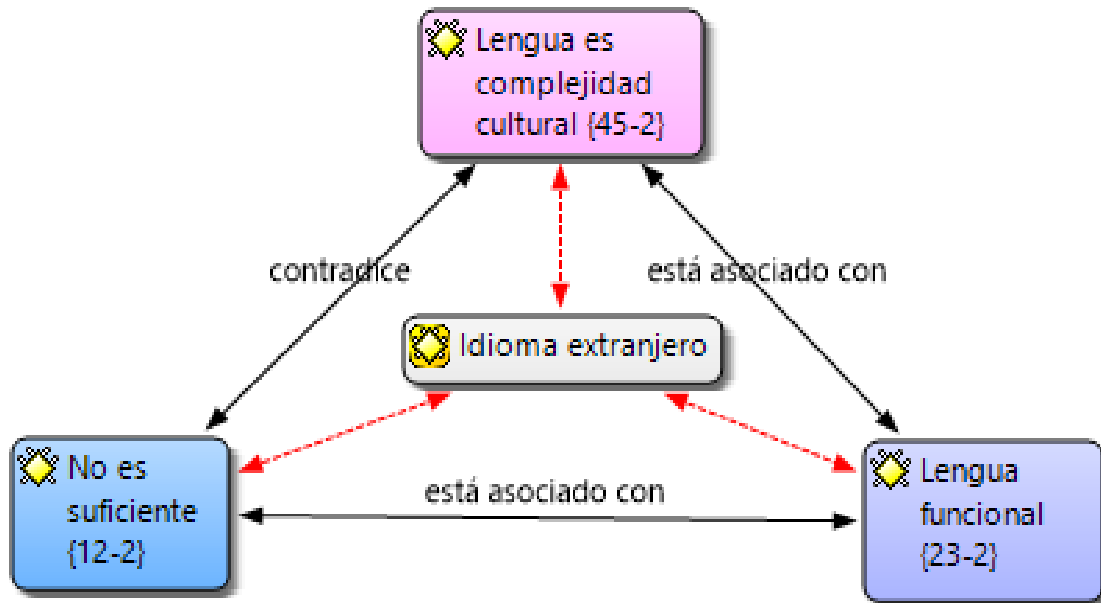 Lengua es
complejidad
cultural {45-2}
contradice
está asociado con
Idioma extranjero
No es
suficiente
{12-2}
está asociado con
Lengua
funcional
{23-2}